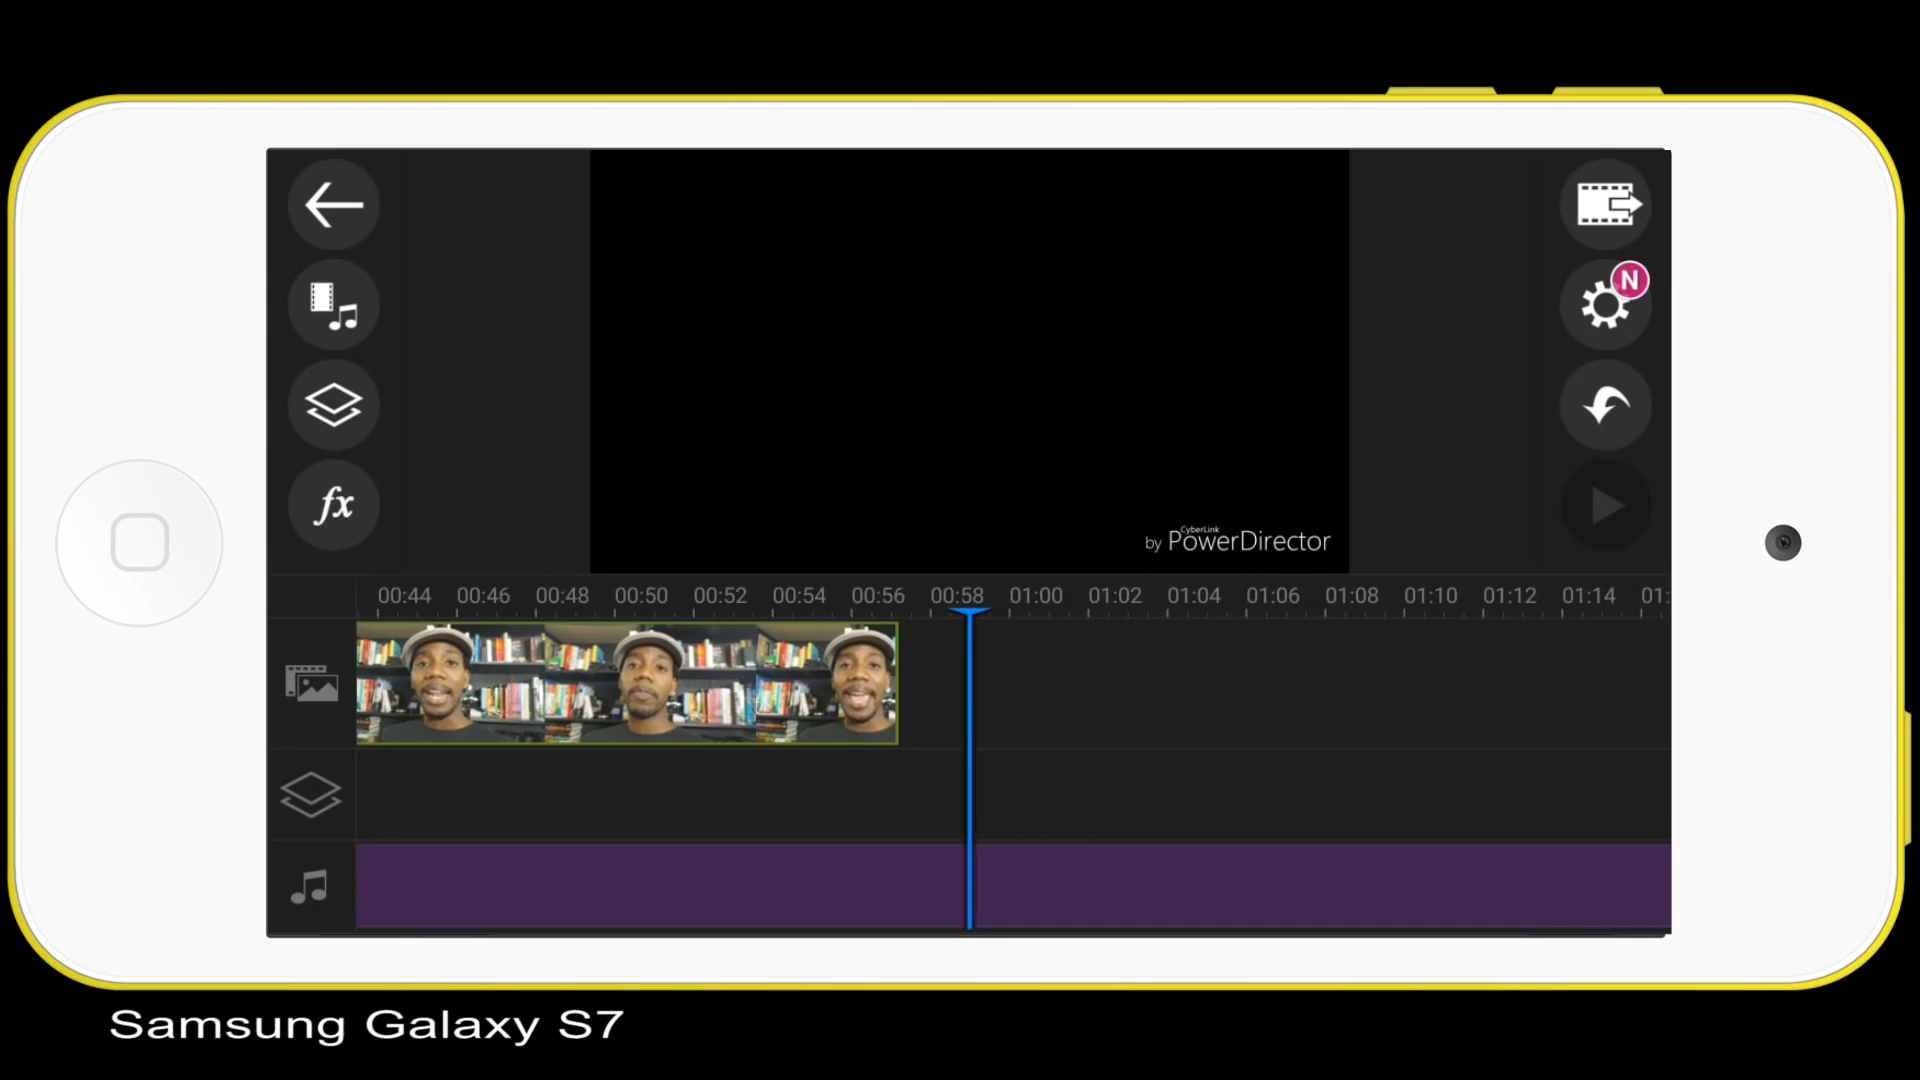 N
fx
CyberLink
by PowerDirector
00:44 00:46 00:48 00:50 00:52 00:54 00:56 00:58 01:00 01:02 01:04 01:06 01:08 01:10 01:12 01:14 01:
Samsung Galaxy S7